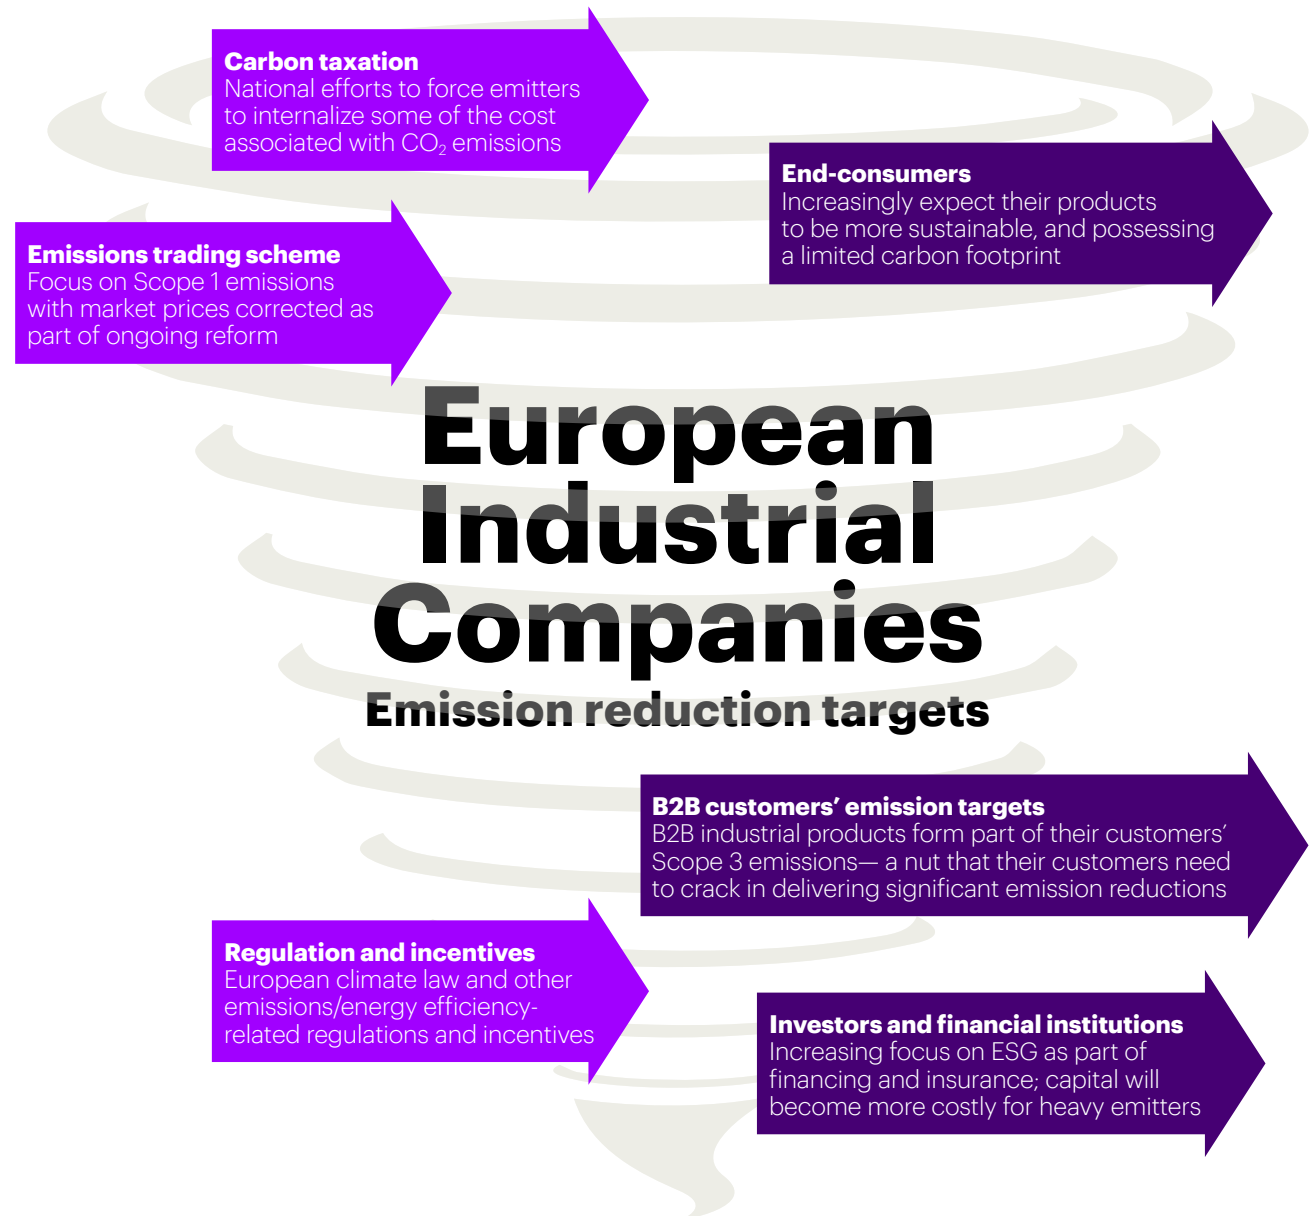 Carbon taxation
National efforts to force emitters
to internalize some of the cost
associated with CO₂ emissions
End-consumers
Increasingly expect their products
to be more sustainable, and possessing
a limited carbon footprint
Emissions trading scheme
Focus on Scope 1 emissions
with market prices corrected as
part of ongoing reform
European
Industrial
Companies
Emission reduction targets
B2B customers’ emission targets
B2B industrial products form part of their customers’
Scope 3 emissions— a nut that their customers need
to crack in delivering significant emission reductions
Regulation and incentives
European climate law and other
emissions/energy efficiency-
related regulations and incentives
Investors and financial institutions
Increasing focus on ESG as part of
financing and insurance; capital will
become more costly for heavy emitters